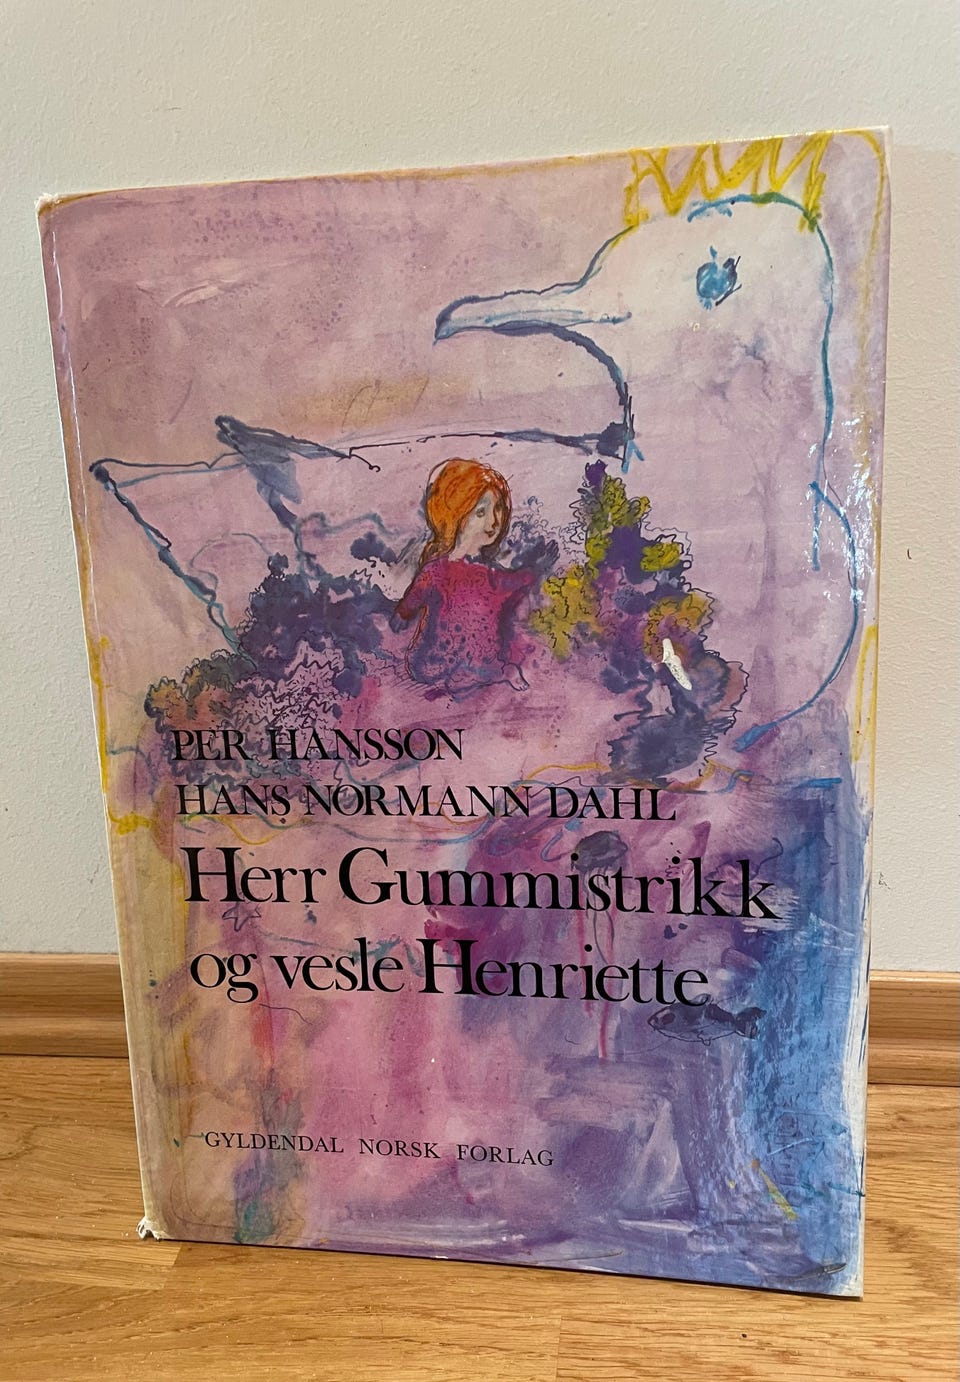 PER HANSSON
HANS NORMANN DAHL
Herr Gummistrikk
og vesle Henriette
GYLDENDAL NORSK FORLAG